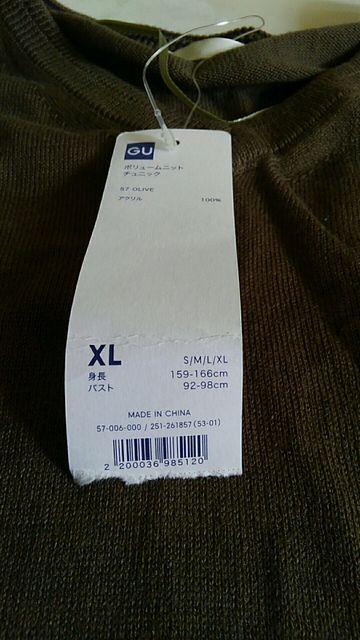 GU
ボリュームニット
チュニック
57 OLIVE
アクリル 100%
XL S/M/L/XL
身長 159-166cm
バスト 92-98cm
MADE IN CHINA
57-006-000 / 251-261857 (53-01)
2 200036 985120